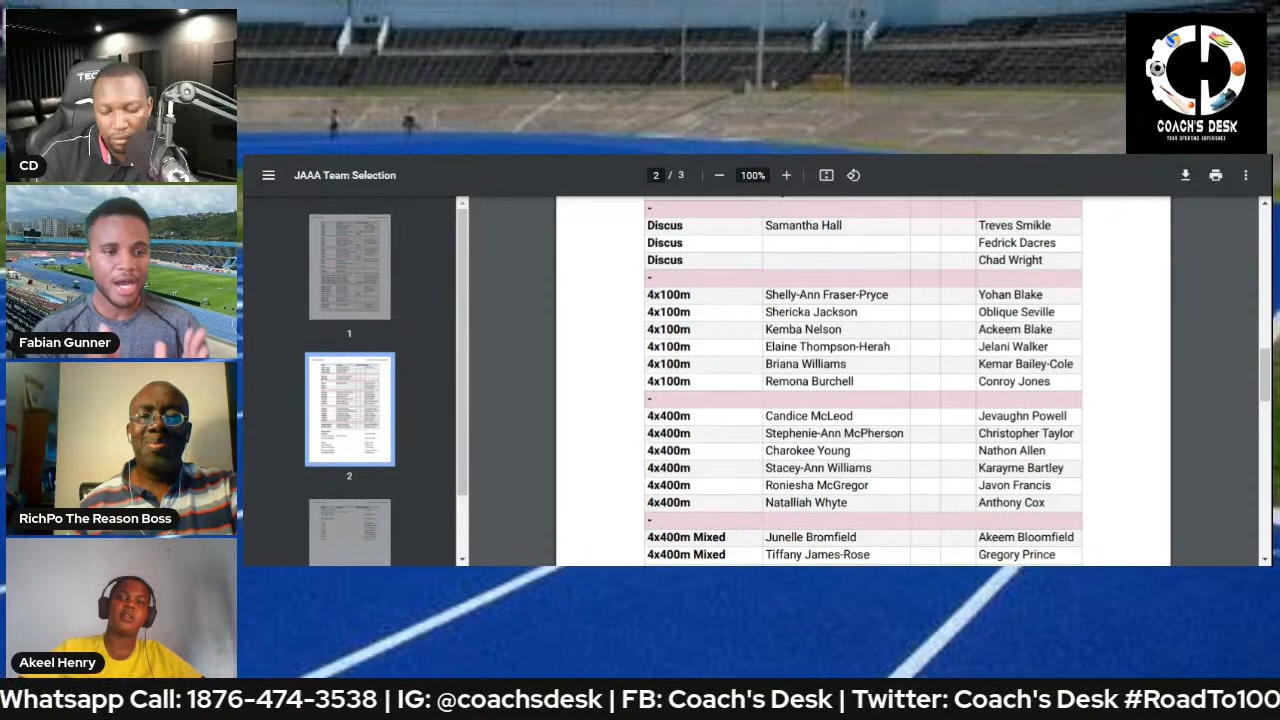 TEC
CD
Fabian Gunner
RichPo The Reason Boss
Akeel Henry
CD
COACH'S DESK
YOUR SPORTING EXPERIENCE
JAAA Team Selection
2 / 3
100%
1
2
-
Discus Samantha Hall Treves Smikle
Discus Fedrick Dacres
Discus Chad Wright
-
4x100m Shelly-Ann Fraser-Pryce Yohan Blake
4x100m Shericka Jackson Oblique Seville
4x100m Kemba Nelson Ackeem Blake
4x100m Elaine Thompson-Herah Jelani Walker
4x100m Briana Williams Kemar Bailey-Cole
4x100m Remona Burchell Conroy Jones
-
4x400m Candice McLeod Jevaughn Powell
4x400m Stephenie-Ann McPherson Christopher Taylor
4x400m Charokee Young Nathon Allen
4x400m Stacey-Ann Williams Karayme Bartley
4x400m Roniesha McGregor Javon Francis
4x400m Natalliah Whyte Anthony Cox
-
4x400m Mixed Junelle Bromfield Akeem Bloomfield
4x400m Mixed Tiffany James-Rose Gregory Prince
Whatsapp Call: 1876-474-3538 | IG: @coachsdesk | FB: Coach's Desk | Twitter: Coach's Desk #RoadTo100